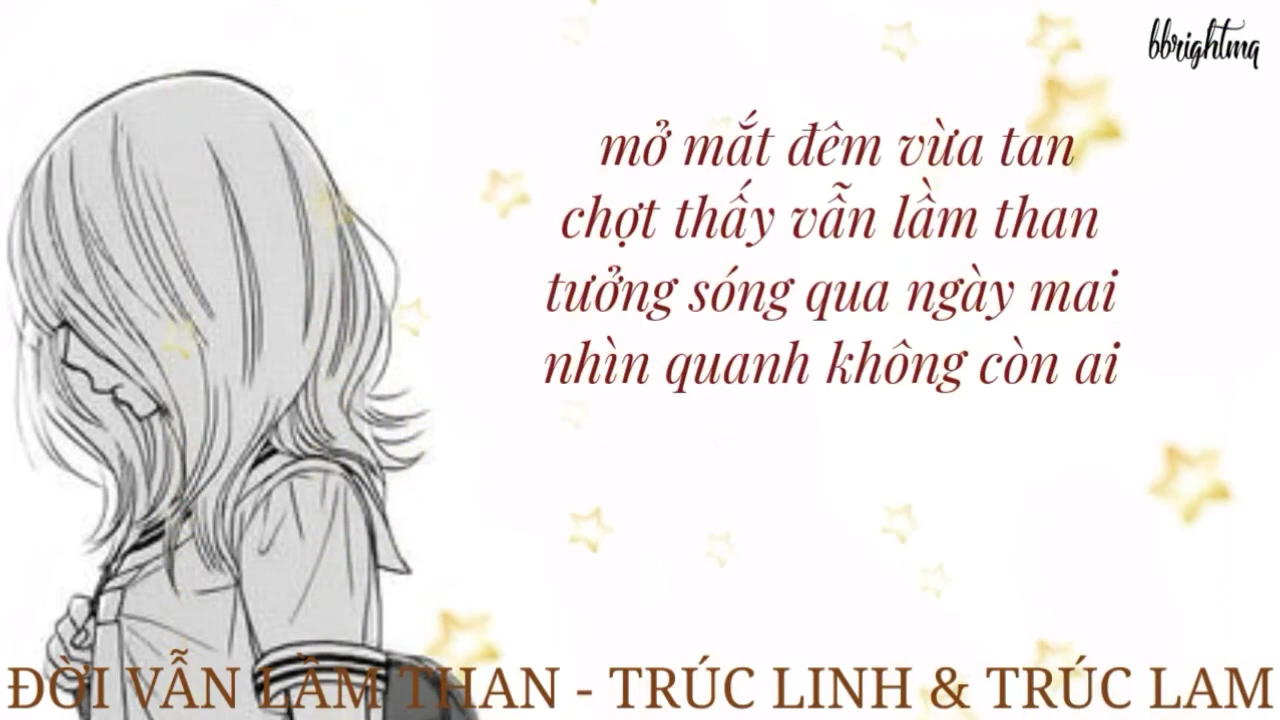 bbrightmq
mở mắt đêm vừa tan
chợt thấy vẫn lầm than
tưởng sóng qua ngày mai
nhìn quanh không còn ai
ĐỜI VẪN LẦM THAN - TRÚC LINH & TRÚC LAM